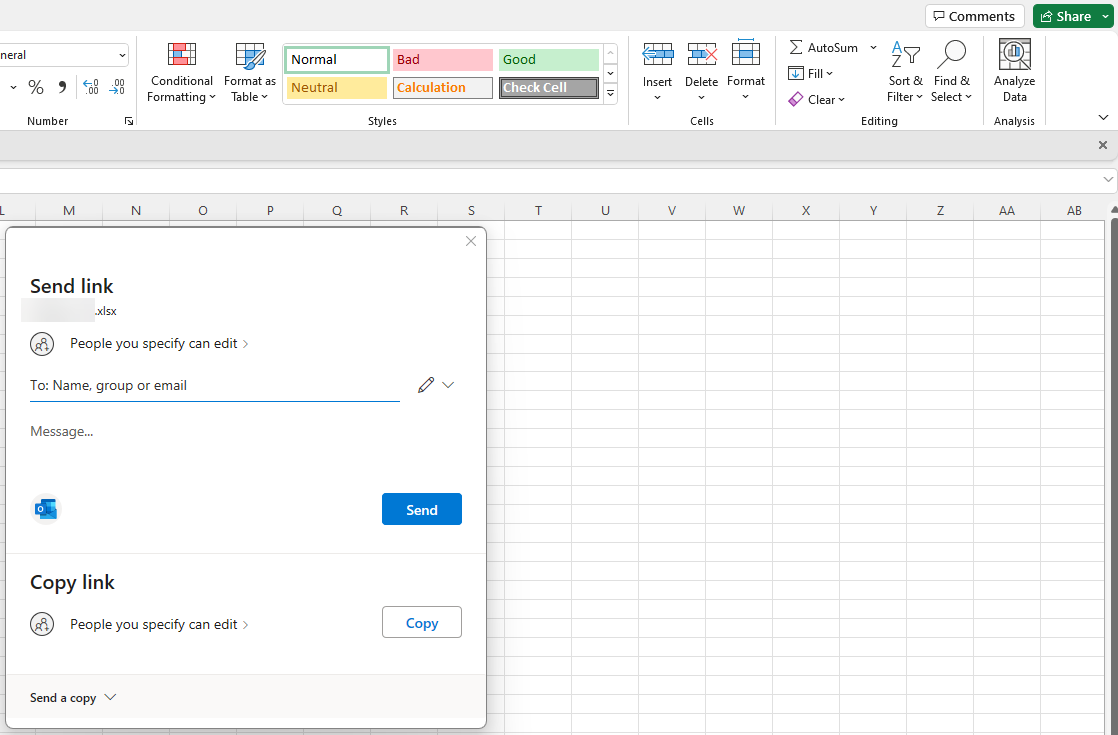 Comments
Share
neral
Conditional
Formatting
Format as
Table
Normal
Bad
Good
Neutral
Calculation
Check Cell
Insert
Delete
Format
AutoSum
Fill
Clear
Sort &
Filter
Find &
Select
Analyze
Data
Number
Styles
Cells
Editing
Analysis
L M N O P Q R S T U V W X Y Z AA AB
Send link
.xlsx
People you specify can edit
To: Name, group or email
Message...
Send
Copy link
People you specify can edit
Copy
Send a copy